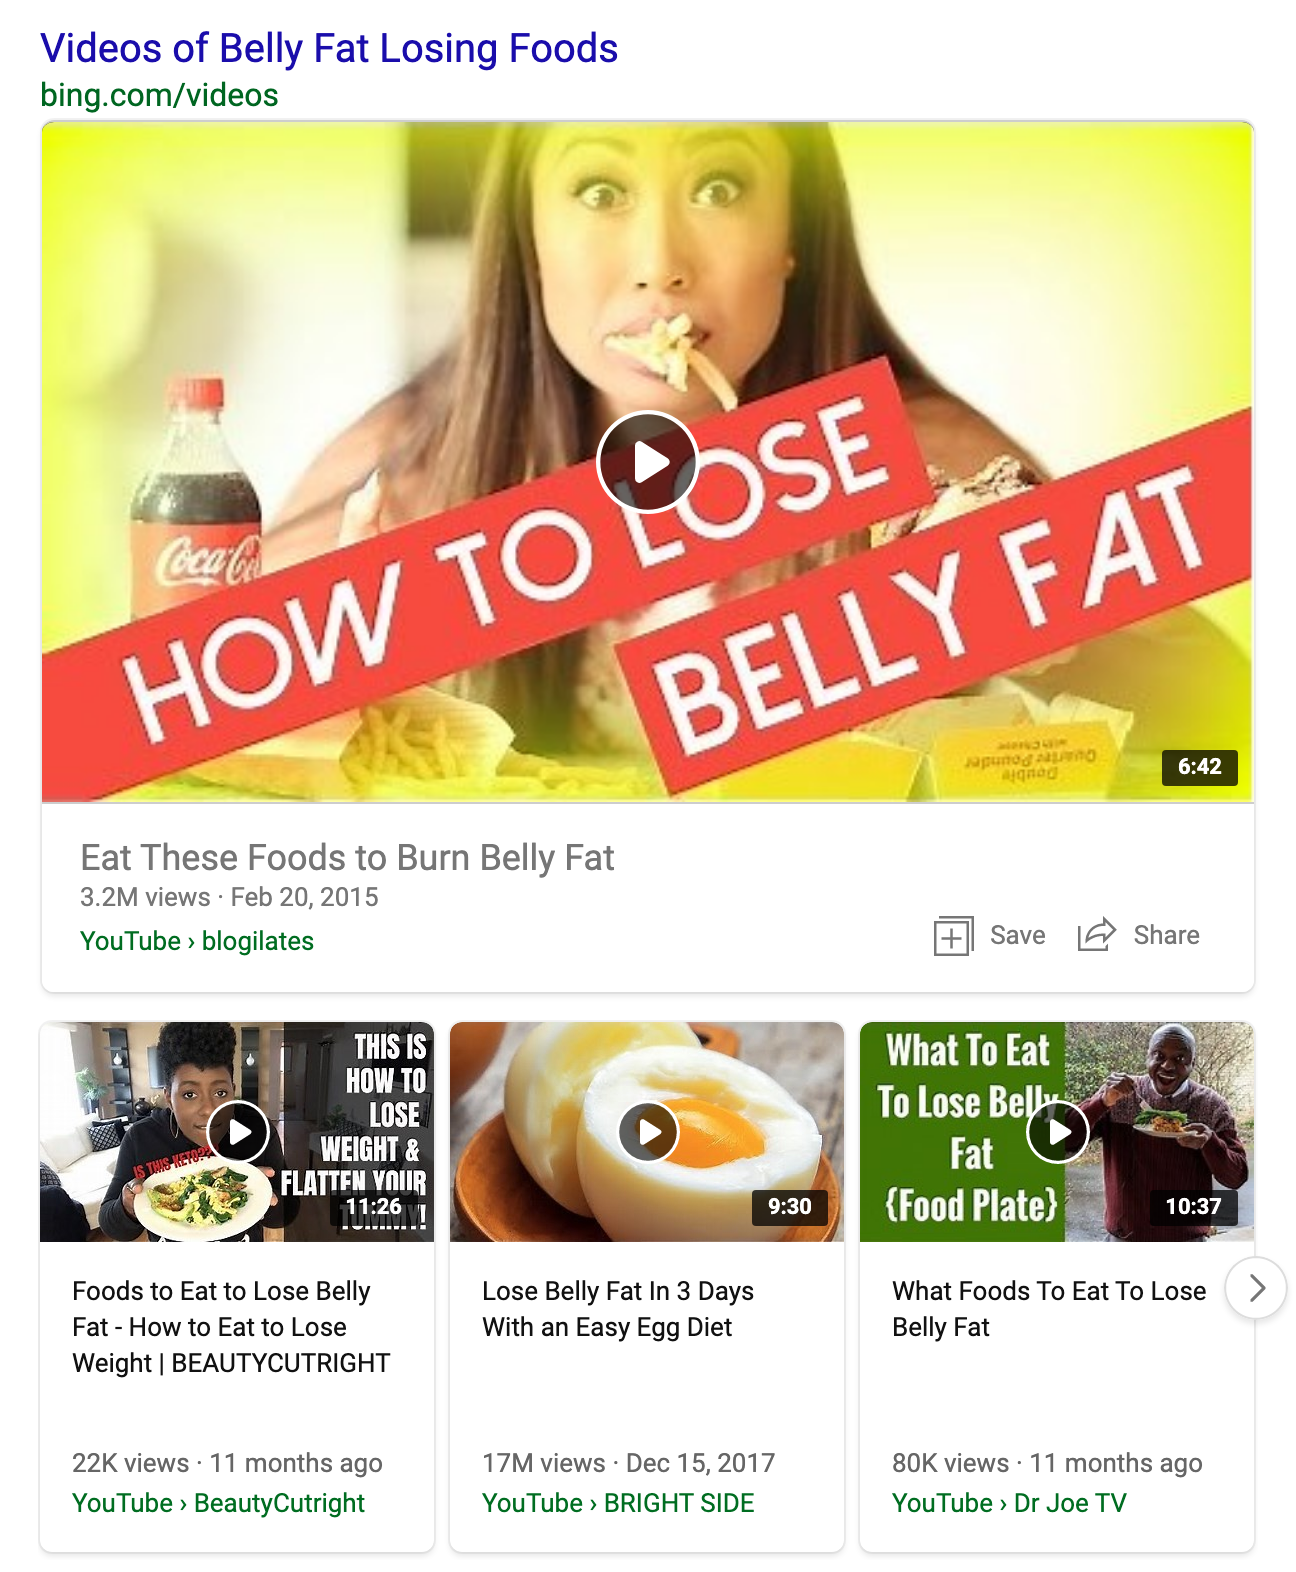 Videos of Belly Fat Losing Foods
bing.com/videos
Coca-Co
HOW TO LOSE
BELLY FAT
Double
Quarter Pounder
with Cheese
6:42
Eat These Foods to Burn Belly Fat
3.2M views · Feb 20, 2015
YouTube › blogilates
Save
Share
THIS IS
HOW TO
LOSE
WEIGHT &
FLATTEN YOUR
TUMMY!
IS THIS KETO??
11:26
Foods to Eat to Lose Belly
Fat - How to Eat to Lose
Weight | BEAUTYCUTRIGHT
22K views · 11 months ago
YouTube › BeautyCutright
9:30
Lose Belly Fat In 3 Days
With an Easy Egg Diet
17M views · Dec 15, 2017
YouTube › BRIGHT SIDE
What To Eat
To Lose Belly
Fat
{Food Plate}
10:37
What Foods To Eat To Lose
Belly Fat
80K views · 11 months ago
YouTube › Dr Joe TV